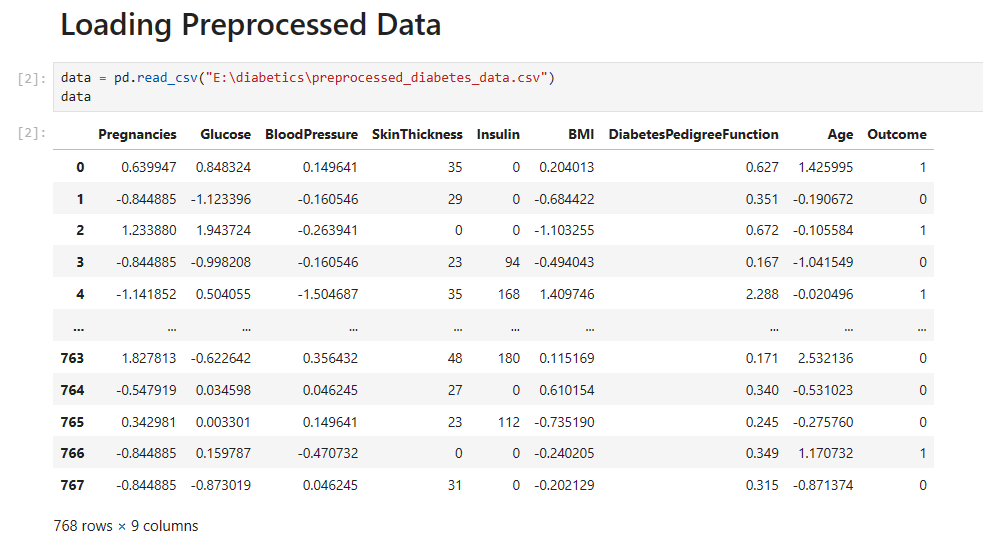 Loading Preprocessed Data
[2]: data = pd.read_csv("E:\diabetics\preprocessed_diabetes_data.csv")
data
[2]: Pregnancies Glucose BloodPressure SkinThickness Insulin BMI DiabetesPedigreeFunction Age Outcome
0 0.639947 0.848324 0.149641 35 0 0.204013 0.627 1.425995 1
1 -0.844885 -1.123396 -0.160546 29 0 -0.684422 0.351 -0.190672 0
2 1.233880 1.943724 -0.263941 0 0 -1.103255 0.672 -0.105584 1
3 -0.844885 -0.998208 -0.160546 23 94 -0.494043 0.167 -1.041549 0
4 -1.141852 0.504055 -1.504687 35 168 1.409746 2.288 -0.020496 1
... ... ... ... ... ... ... ... ... ...
763 1.827813 -0.622642 0.356432 48 180 0.115169 0.171 2.532136 0
764 -0.547919 0.034598 0.046245 27 0 0.610154 0.340 -0.531023 0
765 0.342981 0.003301 0.149641 23 112 -0.735190 0.245 -0.275760 0
766 -0.844885 0.159787 -0.470732 0 0 -0.240205 0.349 1.170732 1
767 -0.844885 -0.873019 0.046245 31 0 -0.202129 0.315 -0.871374 0
768 rows × 9 columns